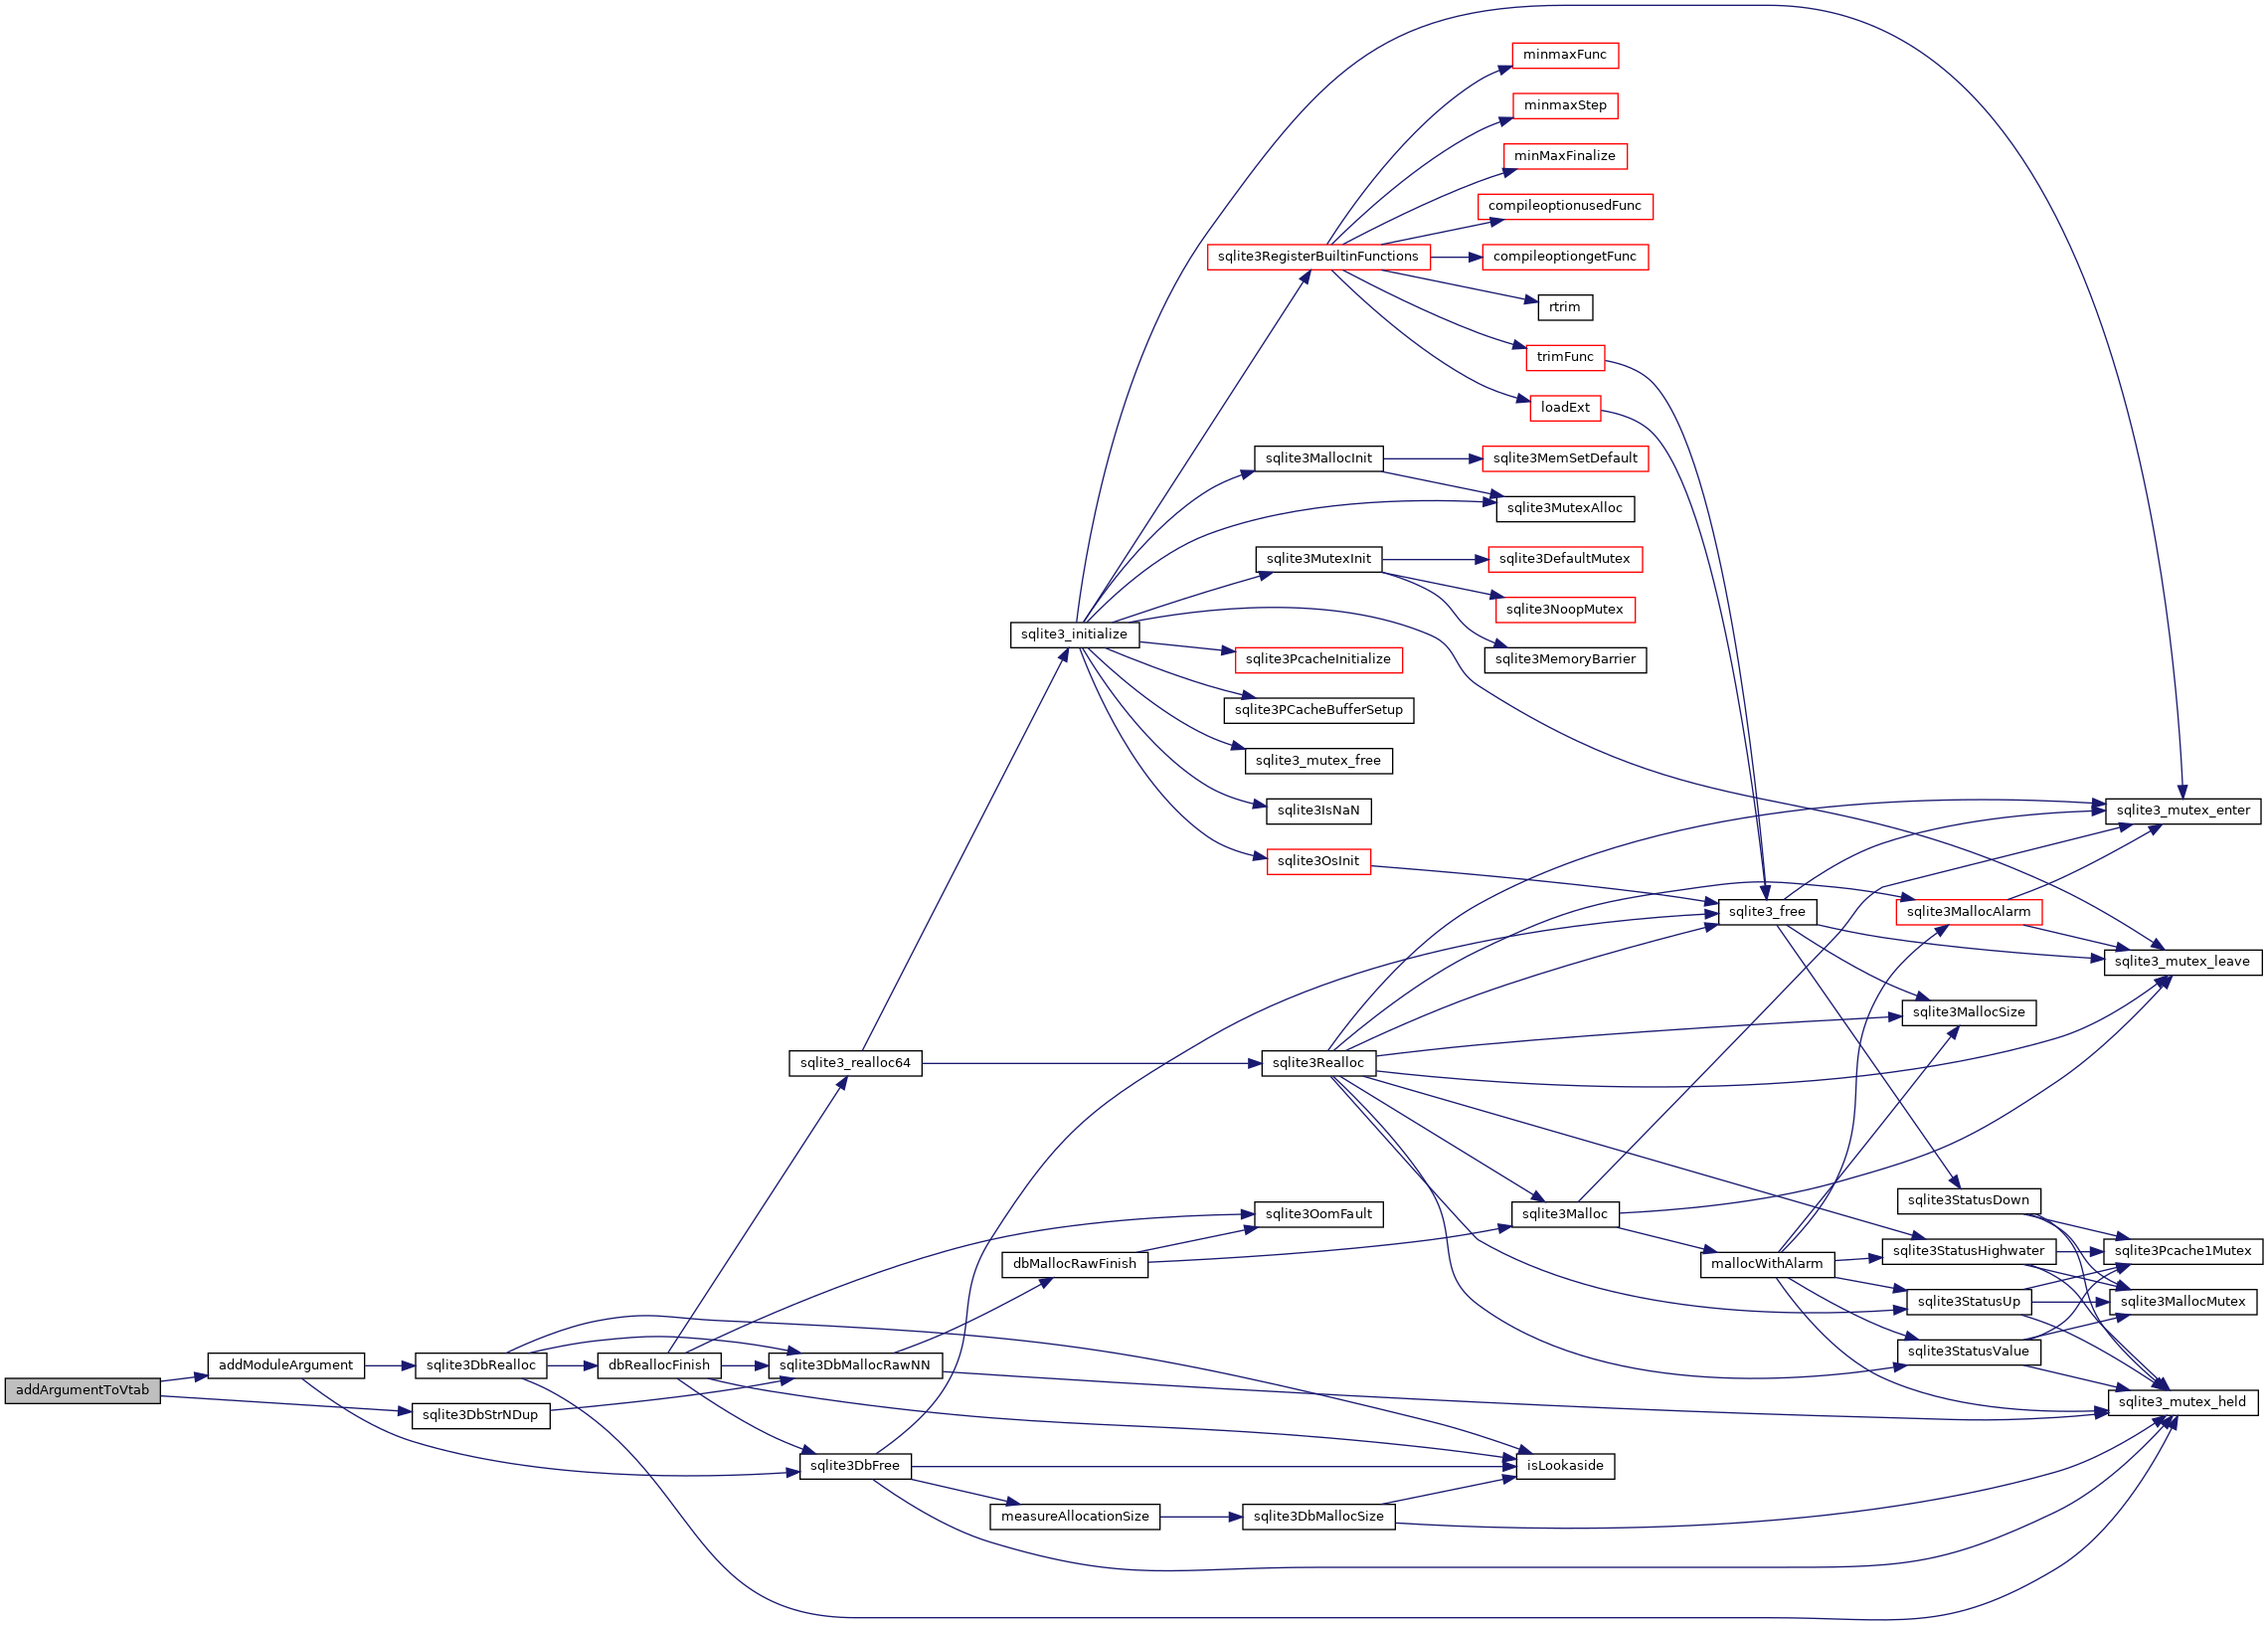 minmaxFunc
minmaxStep
minMaxFinalize
compileoptionusedFunc
sqlite3RegisterBuiltinFunctions
compileoptiongetFunc
rtrim
trimFunc
loadExt
sqlite3MallocInit
sqlite3MemSetDefault
sqlite3MutexAlloc
sqlite3MutexInit
sqlite3DefaultMutex
sqlite3NoopMutex
sqlite3_initialize
sqlite3PcacheInitialize
sqlite3MemoryBarrier
sqlite3PCacheBufferSetup
sqlite3_mutex_free
sqlite3IsNaN
sqlite3_mutex_enter
sqlite3OsInit
sqlite3_free
sqlite3MallocAlarm
sqlite3_mutex_leave
sqlite3MallocSize
sqlite3_realloc64
sqlite3Realloc
sqlite3StatusDown
sqlite3OomFault
sqlite3Malloc
dbMallocRawFinish
mallocWithAlarm
sqlite3StatusHighwater
sqlite3Pcache1Mutex
sqlite3StatusUp
sqlite3MallocMutex
sqlite3StatusValue
addModuleArgument
sqlite3DbRealloc
dbReallocFinish
sqlite3DbMallocRawNN
addArgumentToVtab
sqlite3_mutex_held
sqlite3DbStrNDup
sqlite3DbFree
isLookaside
measureAllocationSize
sqlite3DbMallocSize